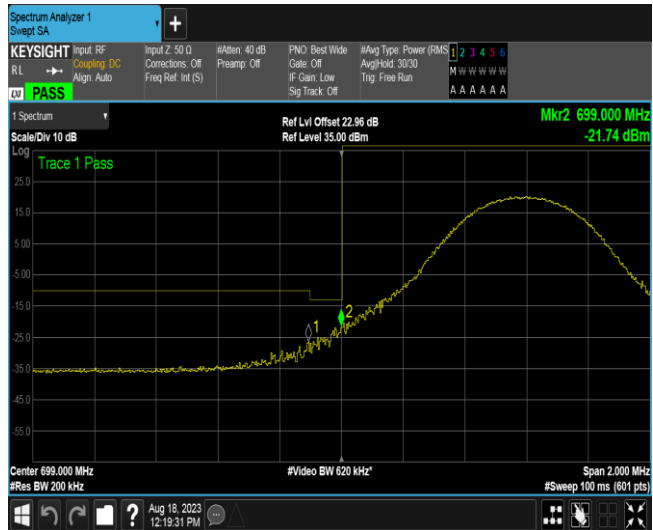 Spectrum Analyzer 1
Swept SA
+
KEYSIGHT Input: RF Input Z: 50 Ω #Atten: 40 dB PNO: Best Wide #Avg Type: Power (RMS 1 2 3 4 5 6
RL Coupling: DC Corrections: Off Preamp: Off Gate: Off Avg|Hold: 30/30 M W W W W W
Align: Auto Freq Ref: Int (S) IF Gain: Low Trig: Free Run
LXI PASS Sig Track: Off A A A A A A
1 Spectrum Ref Lvl Offset 22.96 dB Mkr2 699.000 MHz
Scale/Div 10 dB Ref Level 35.00 dBm -21.74 dBm
Log
Trace 1 Pass
25.0
15.0
5.00
-5.00
-15.0
2
1
-25.0
-35.0
-45.0
-55.0
Center 699.000 MHz #Video BW 620 kHz* Span 2.000 MHz
#Res BW 200 kHz #Sweep 100 ms (601 pts)
? Aug 18, 2023
12:19:31 PM